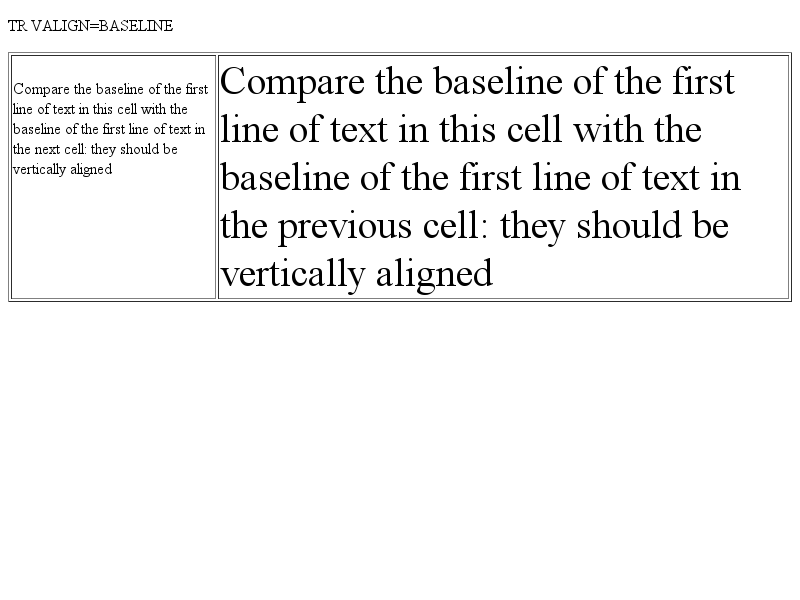 TR VALIGN=BASELINE
Compare the baseline of the first
line of text in this cell with the
baseline of the first line of text in
the next cell: they should be
vertically aligned
Compare the baseline of the first
line of text in this cell with the
baseline of the first line of text in
the previous cell: they should be
vertically aligned